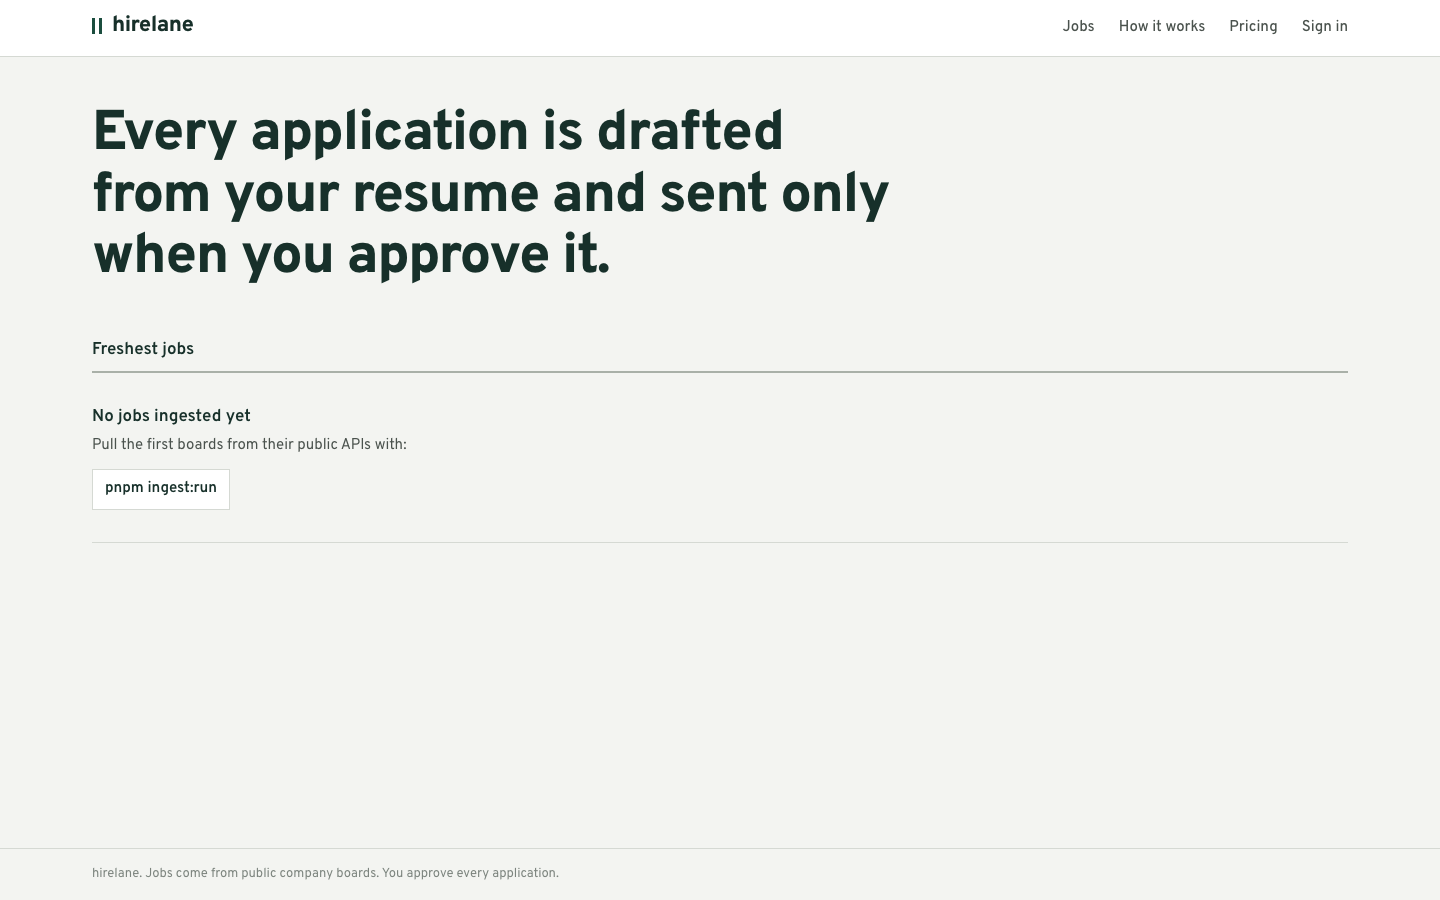 hirelane
Jobs How it works Pricing Sign in
Every application is drafted
from your resume and sent only
when you approve it.
Freshest jobs
No jobs ingested yet
Pull the first boards from their public APIs with:
pnpm ingest:run
hirelane. Jobs come from public company boards. You approve every application.